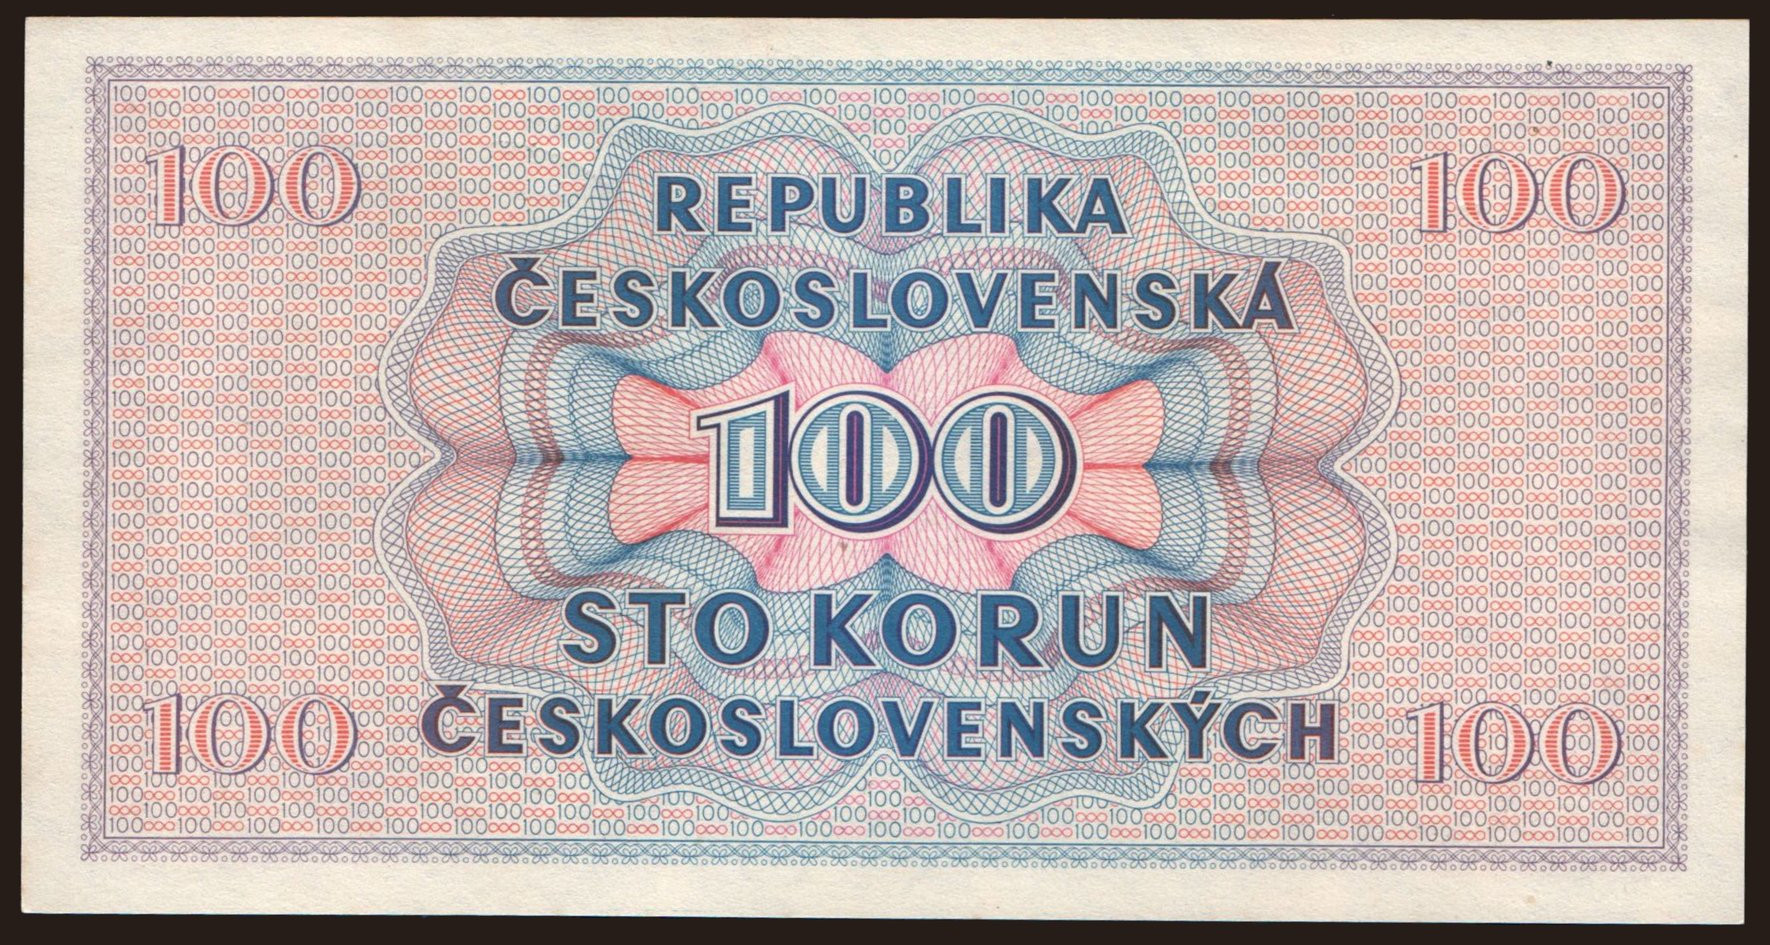 100 100
REPUBLIKA
ČESKOSLOVENSKÁ
100
STO KORUN
ČESKOSLOVENSKÝCH
100 100